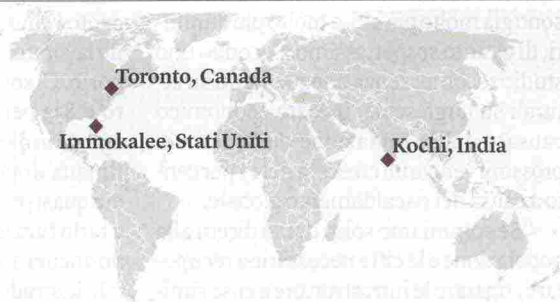 Toronto, Canada
Immokalee, Stati Uniti
Kochi, India